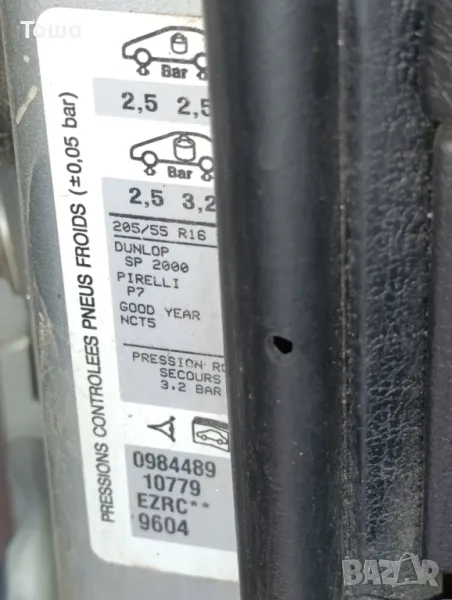 Тошо
Bar
2,5 2,5
Bar
2,5 3,2
205/55 R16
DUNLOP
SP 2000
PIRELLI
P7
GOOD YEAR
NCT5
PRESSION RO
SECOURS
3.2 BAR
0984489
10779
EZRC**
9604
PRESSIONS CONTROLEES PNEUS FROIDS (±0,05 bar)
BAZAR